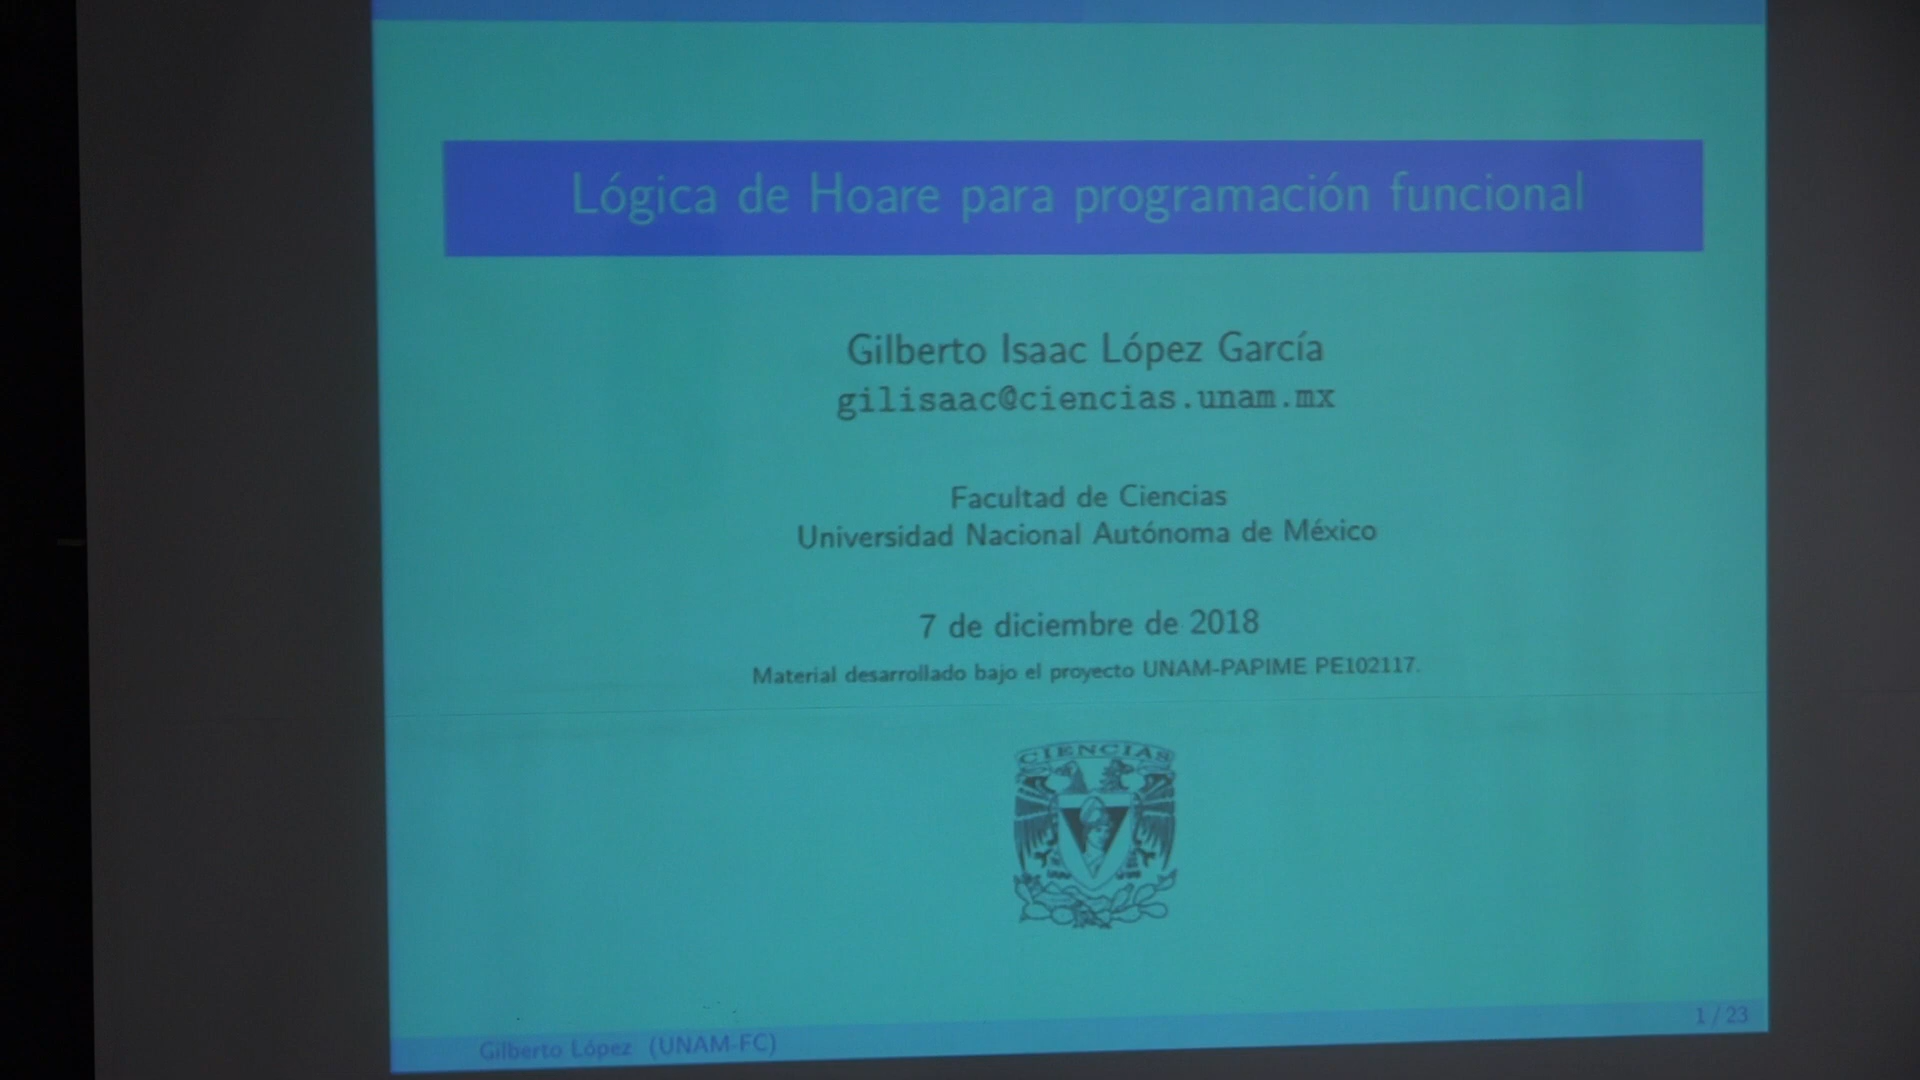 Lógica de Hoare para programación funcional
Gilberto Isaac López García
gilisaac@ciencias.unam.mx
Facultad de Ciencias
Universidad Nacional Autónoma de México
7 de diciembre de 2018
Material desarrollado bajo el proyecto UNAM-PAPIME PE102117.
CIENCIAS
Gilberto López (UNAM-FC)
1 / 23